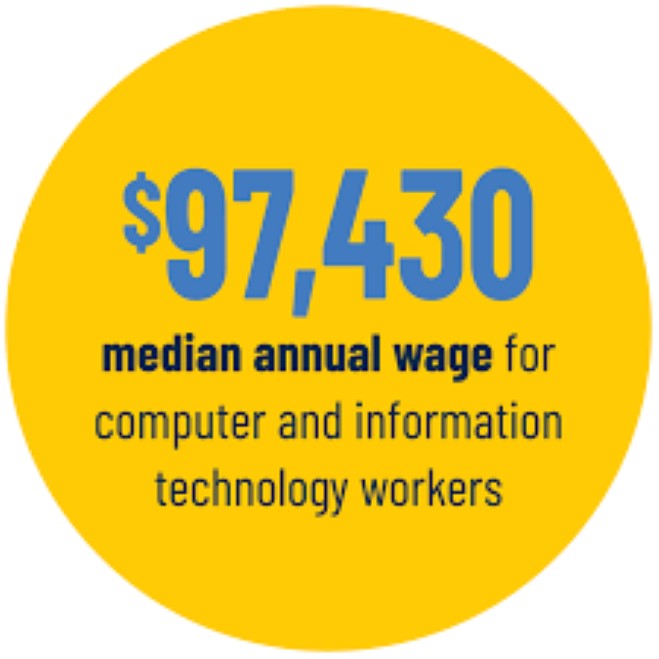 $97,430
median annual wage for
computer and information
technology workers